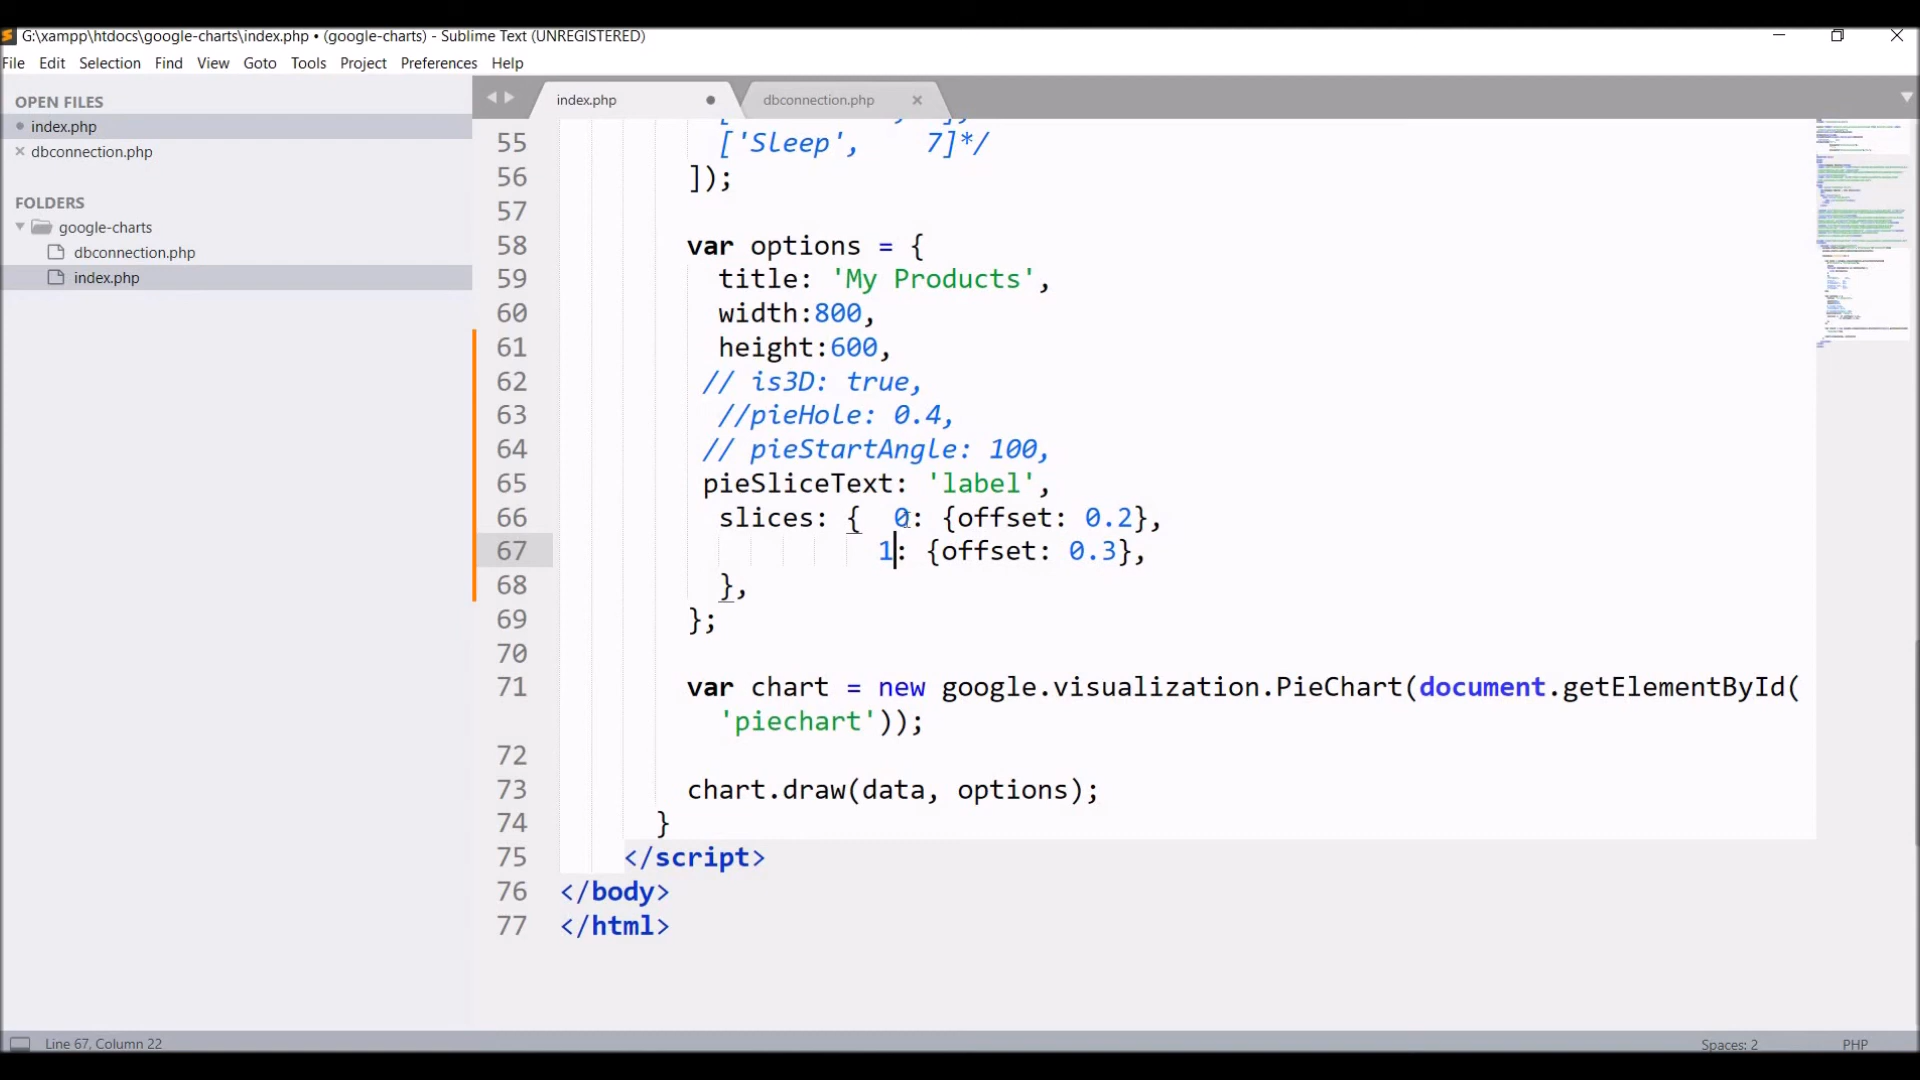 G:\xampp\htdocs\google-charts\index.php • (google-charts) - Sublime Text (UNREGISTERED)
File Edit Selection Find View Goto Tools Project Preferences Help
OPEN FILES
index.php
dbconnection.php
FOLDERS
google-charts
dbconnection.php
index.php
index.php dbconnection.php
55 ['Sleep', 7]*/
56 ]);
57
58 var options = {
59 title: 'My Products',
60 width:800,
61 height:600,
62 // is3D: true,
63 //pieHole: 0.4,
64 // pieStartAngle: 100,
65 pieSliceText: 'label',
66 slices: { 0: {offset: 0.2},
67 1: {offset: 0.3},
68 },
69 };
70
71 var chart = new google.visualization.PieChart(document.getElementById(
'piechart'));
72
73 chart.draw(data, options);
74 }
75 </script>
76 </body>
77 </html>
Line 67, Column 22 Spaces: 2 PHP